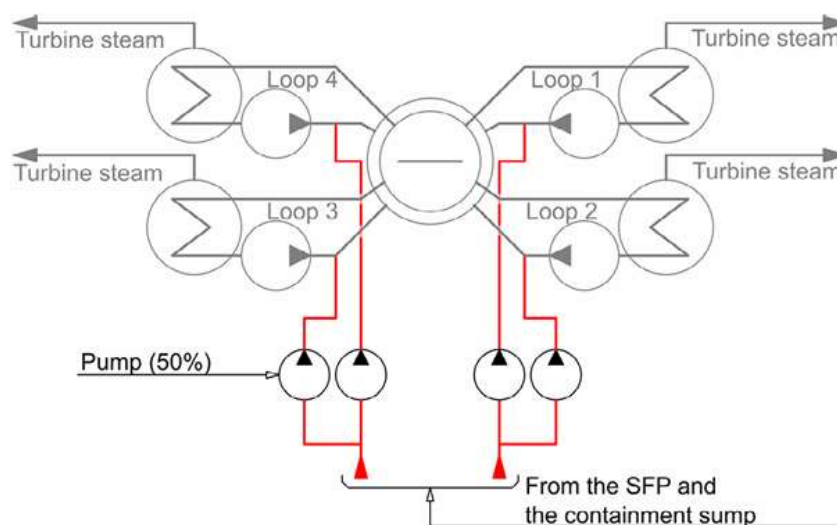 Turbine steam
Turbine steam
Loop 4
Loop 1
Turbine steam
Turbine steam
Loop 3
Loop 2
Pump (50%)
From the SFP and
the containment sump